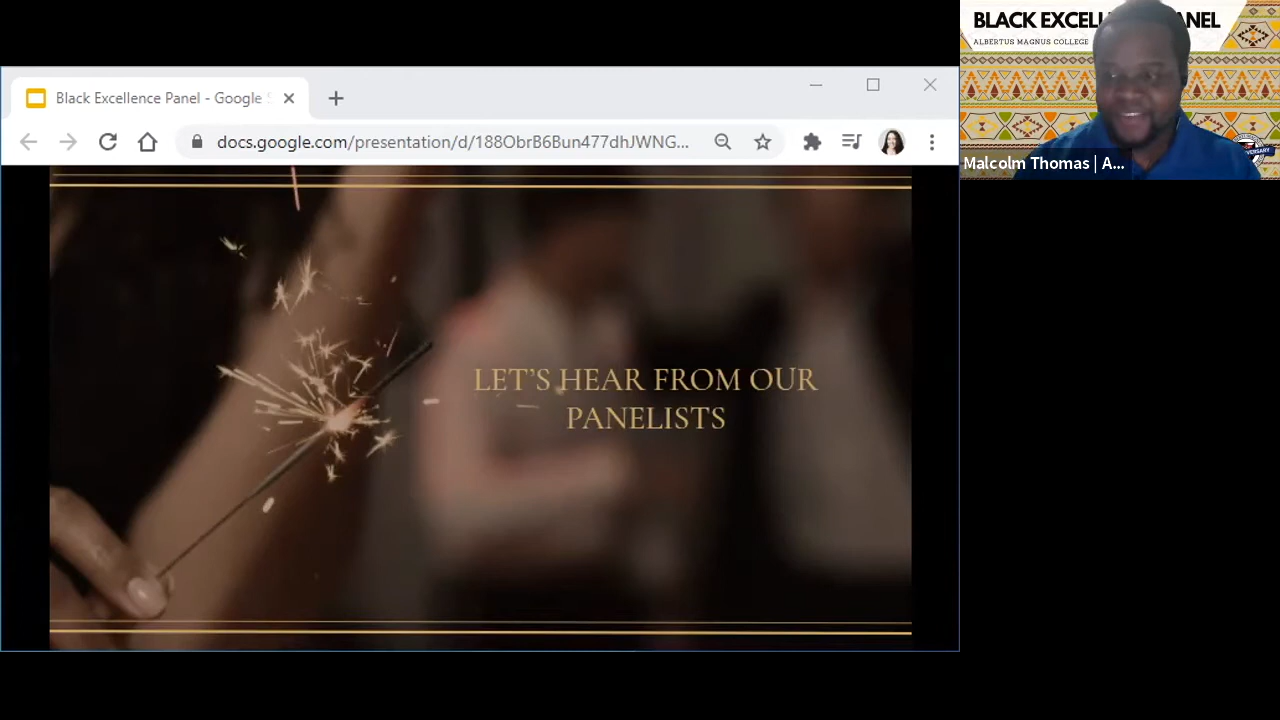 BLACK EXCELL ANEL
ALBERTUS MAGNUS COLLEGE
Black Excellence Panel - Google
docs.google.com/presentation/d/188ObrB6Bun477dhJWNG...
Malcolm Thomas | A...
LET'S HEAR FROM OUR
PANELISTS